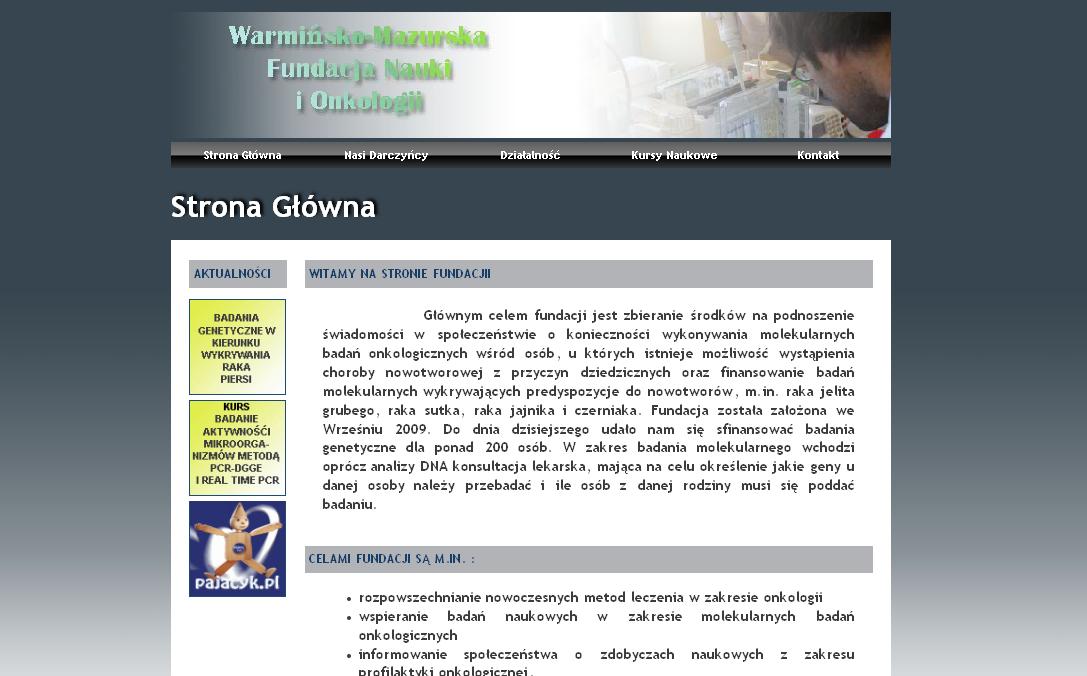 Warmińsko-Mazurska
Fundacja Nauki
i Onkologii
Strona Główna
Nasi Darczyńcy
Działalność
Kursy Naukowe
Kontakt
Strona Główna
AKTUALNOŚCI
BADANIA
GENETYCZNE W
KIERUNKU
WYKRYWANIA
RAKA
PIERSI
KURS
BADANIE
AKTYWNOŚCI
MIKROORGA-
NIZMÓW METODĄ
PCR-DGGE
I REAL TIME PCR
pajacyk.pl
WITAMY NA STRONIE FUNDACJII
Głównym celem fundacji jest zbieranie środków na podnoszenie
świadomości w społeczeństwie o konieczności wykonywania molekularnych
badań onkologicznych wśród osób, u których istnieje możliwość wystąpienia
choroby nowotworowej z przyczyn dziedzicznych oraz finansowanie badań
molekularnych wykrywających predyspozycje do nowotworów, m.in. raka jelita
grubego, raka sutka, raka jajnika i czerniaka. Fundacja została założona we
Wrześniu 2009. Do dnia dzisiejszego udało nam się sfinansować badania
genetyczne dla ponad 200 osób. W zakres badania molekularnego wchodzi
oprócz analizy DNA konsultacja lekarska, mająca na celu określenie jakie geny u
danej osoby należy przebadać i ile osób z danej rodziny musi się poddać
badaniu.
CELAMI FUNDACJI SĄ M.IN. :
• rozpowszechnianie nowoczesnych metod leczenia w zakresie onkologii
• wspieranie badań naukowych w zakresie molekularnych badań
onkologicznych
• informowanie społeczeństwa o zdobyczach naukowych z zakresu
profilaktyki onkologicznej,